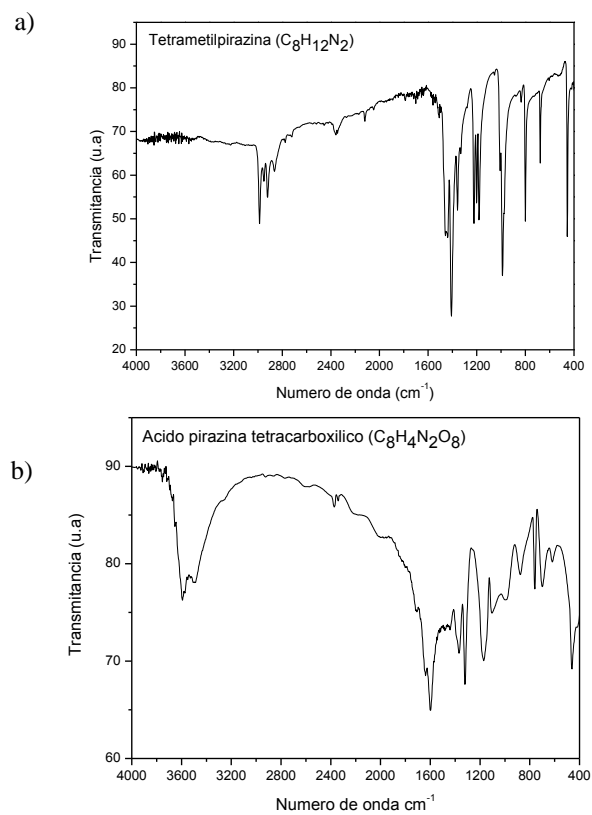 a)
Tetrametilpirazina (C8H12N2)
90
80
70
60
50
40
30
20
Transmitancia (u.a)
4000 3600 3200 2800 2400 2000 1600 1200 800 400
Numero de onda (cm-1)
b)
Acido pirazina tetracarboxilico (C8H4N2O8)
90
80
70
60
Transmitancia (u.a)
4000 3600 3200 2800 2400 2000 1600 1200 800 400
Numero de onda cm-1